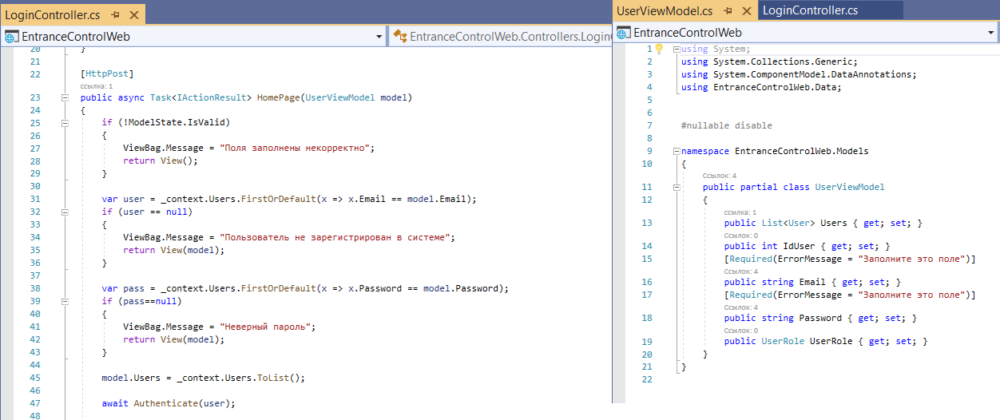 LoginController.cs
EntranceControlWeb
EntranceControlWeb.Controllers.Login
20 }
21
22 [HttpPost]
ссылка: 1
23 public async Task<IActionResult> HomePage(UserViewModel model)
24 {
25 if (!ModelState.IsValid)
26 {
27 ViewBag.Message = "Поля заполнены некорректно";
28 return View();
29 }
30
31 var user = _context.Users.FirstOrDefault(x => x.Email == model.Email);
32 if (user == null)
33 {
34 ViewBag.Message = "Пользователь не зарегистрирован в системе";
35 return View(model);
36 }
37
38 var pass = _context.Users.FirstOrDefault(x => x.Password == model.Password);
39 if (pass==null)
40 {
41 ViewBag.Message = "Неверный пароль";
42 return View(model);
43 }
44
45 model.Users = _context.Users.ToList();
46
47 await Authenticate(user);
48
UserViewModel.cs
LoginController.cs
EntranceControlWeb
1 using System;
2 using System.Collections.Generic;
3 using System.ComponentModel.DataAnnotations;
4 using EntranceControlWeb.Data;
5
6
7 #nullable disable
8
9 namespace EntranceControlWeb.Models
10 {
Ссылок: 4
11 public partial class UserViewModel
12 {
ссылка: 1
13 public List<User> Users { get; set; }
Ссылок: 0
14 public int IdUser { get; set; }
15 [Required(ErrorMessage = "Заполните это поле")]
Ссылок: 4
16 public string Email { get; set; }
17 [Required(ErrorMessage = "Заполните это поле")]
Ссылок: 4
18 public string Password { get; set; }
Ссылок: 0
19 public UserRole UserRole { get; set; }
20 }
21 }
22